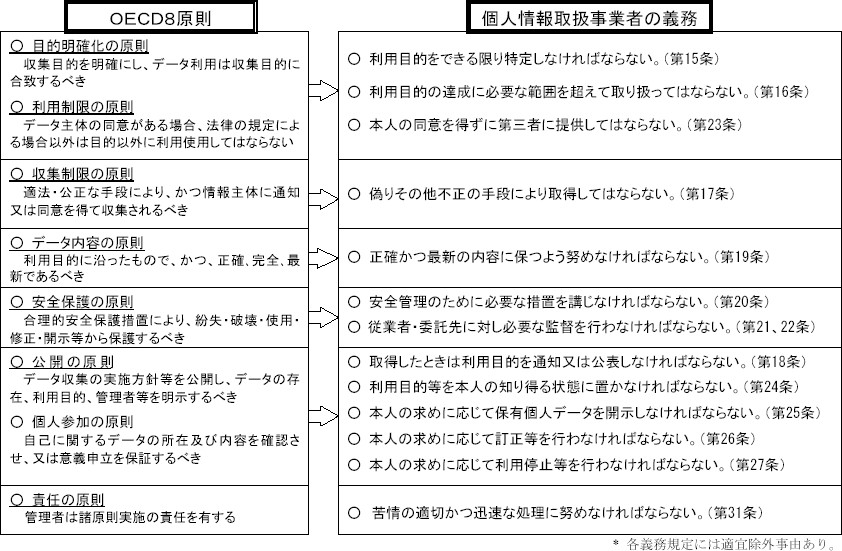 OECD8原則
個人情報取扱事業者の義務
○ 目的明確化の原則
収集目的を明確にし、データ利用は収集目的に
合致するべき
○ 利用制限の原則
データ主体の同意がある場合、法律の規定によ
る場合以外は目的以外に利用使用してはならない
○ 利用目的をできる限り特定しなければならない。(第15条)
○ 利用目的の達成に必要な範囲を超えて取り扱ってはならない。(第16条)
○ 本人の同意を得ずに第三者に提供してはならない。(第23条)
○ 収集制限の原則
適法・公正な手段により、かつ情報主体に通知
又は同意を得て収集されるべき
○ 偽りその他不正の手段により取得してはならない。(第17条)
○ データ内容の原則
利用目的に沿ったもので、かつ、正確、完全、最
新であるべき
○ 正確かつ最新の内容に保つよう努めなければならない。(第19条)
○ 安全保護の原則
合理的安全保護措置により、紛失・破壊・使用・
修正・開示等から保護するべき
○ 安全管理のために必要な措置を講じなければならない。(第20条)
○ 従業者・委託先に対し必要な監督を行わなければならない。(第21、22条)
○ 公開の原則
データ収集の実施方針等を公開し、データの存
在、利用目的、管理者等を明示するべき
○ 個人参加の原則
自己に関するデータの所在及び内容を確認さ
せ、又は意義申立を保証するべき
○ 取得したときは利用目的を通知又は公表しなければならない。(第18条)
○ 利用目的等を本人の知り得る状態に置かなければならない。(第24条)
○ 本人の求めに応じて保有個人データを開示しなければならない。(第25条)
○ 本人の求めに応じて訂正等を行わなければならない。(第26条)
○ 本人の求めに応じて利用停止等を行わなければならない。(第27条)
○ 責任の原則
管理者は諸原則実施の責任を有する
○ 苦情の適切かつ迅速な処理に努めなければならない。(第31条)
* 各義務規定には適宜除外事由あり。